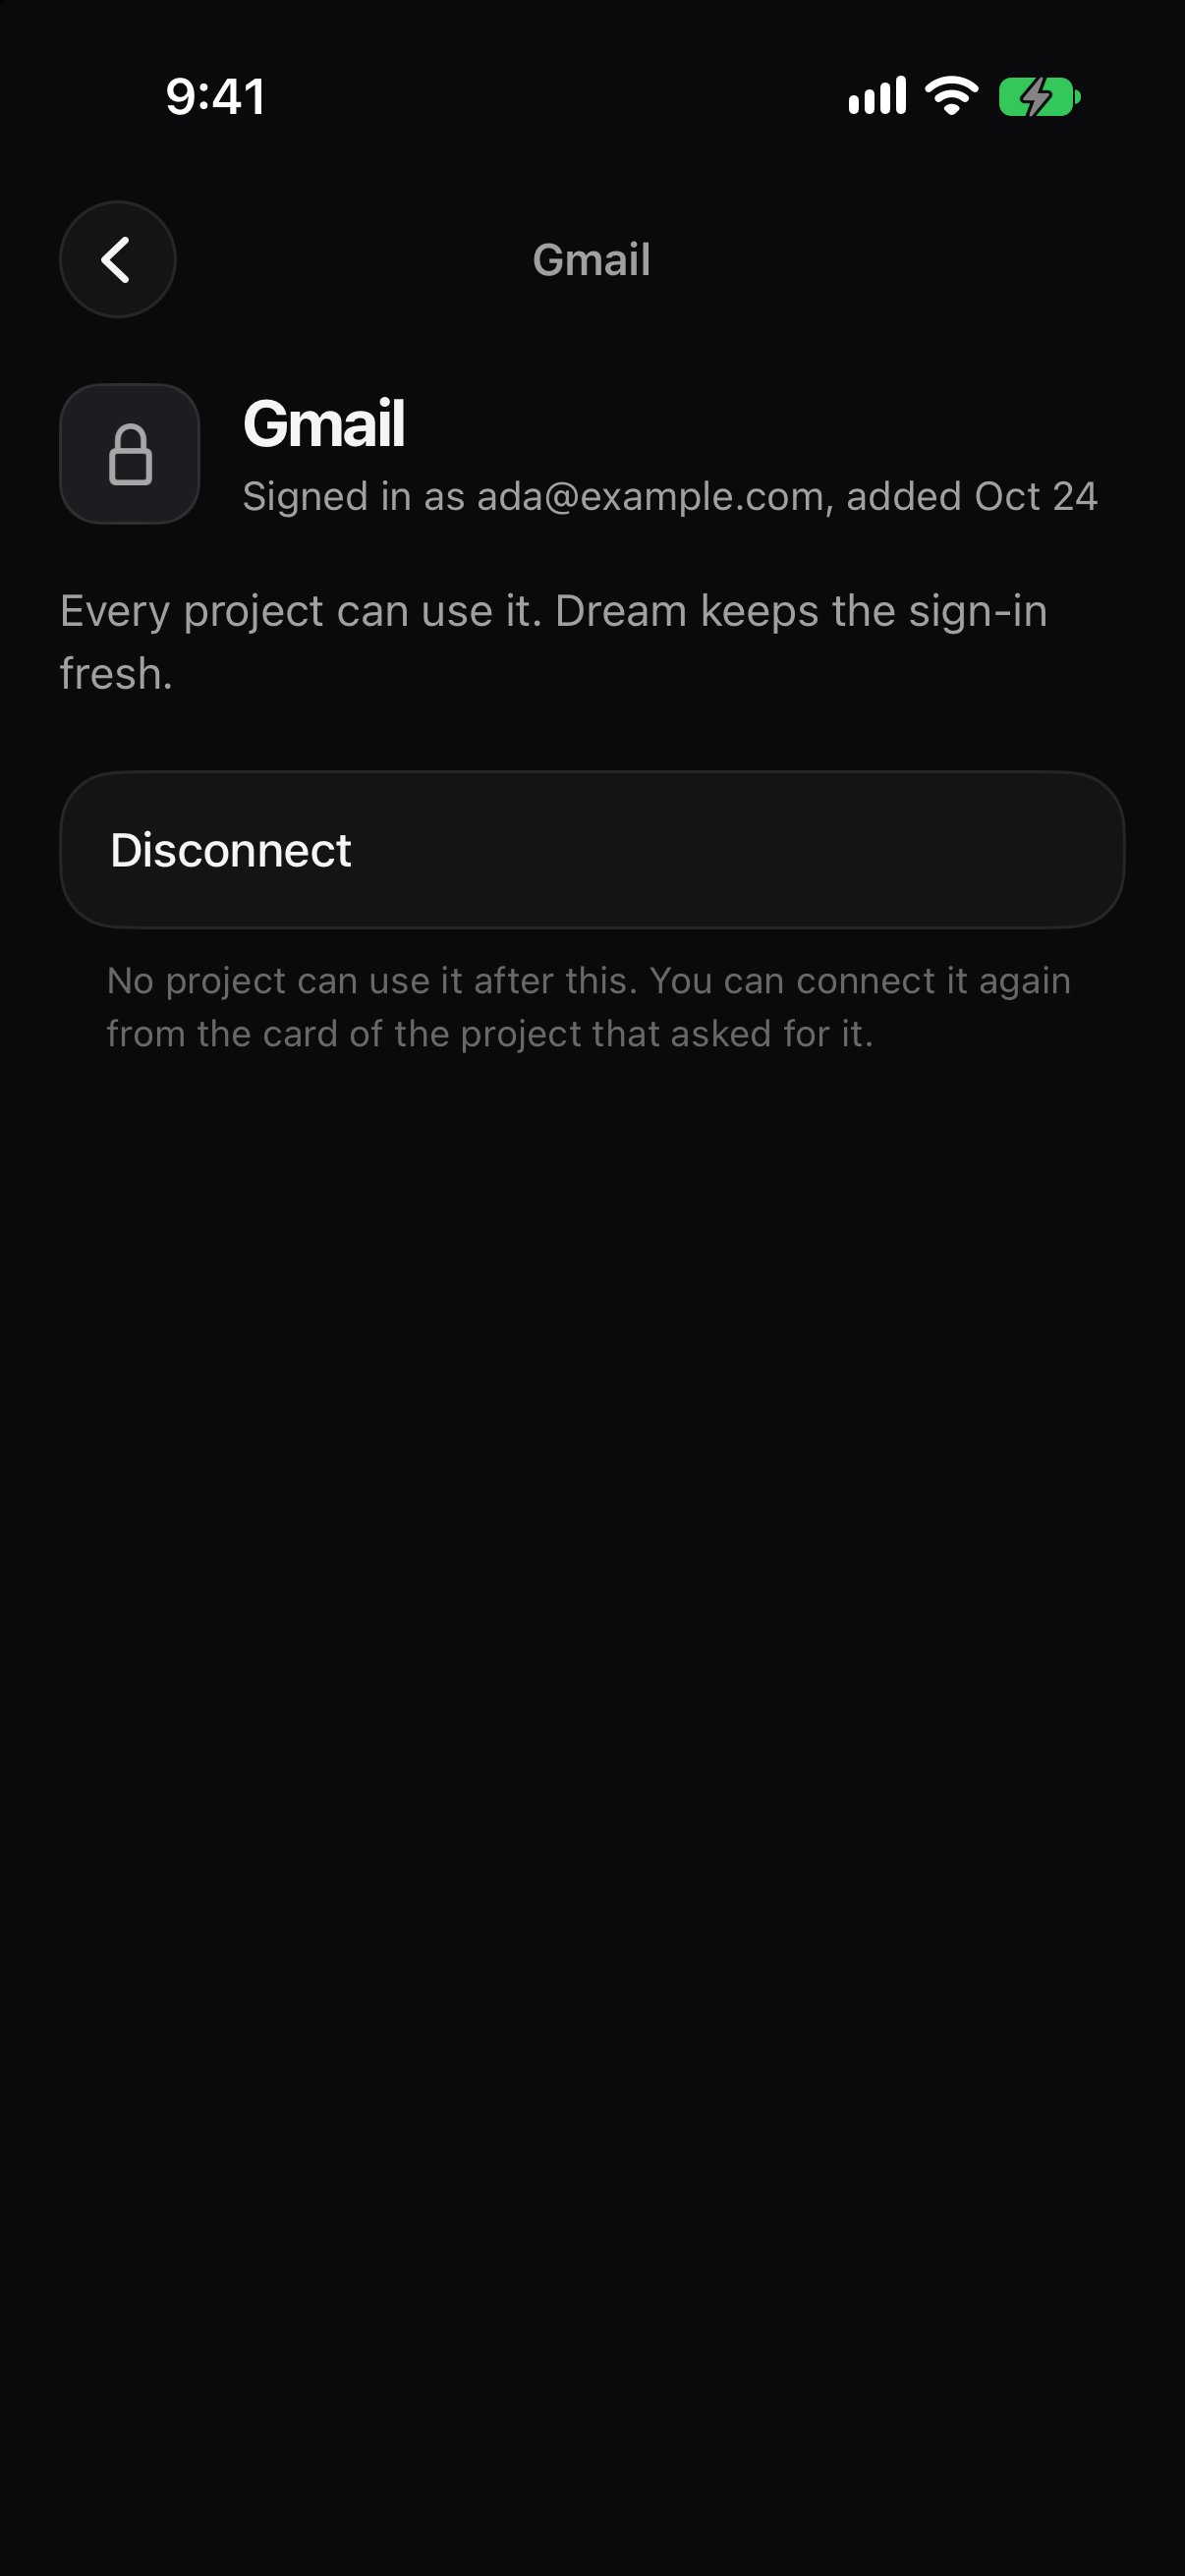 9:41
Gmail
Gmail
Signed in as ada@example.com, added Oct 24
Every project can use it. Dream keeps the sign-in
fresh.
Disconnect
No project can use it after this. You can connect it again
from the card of the project that asked for it.